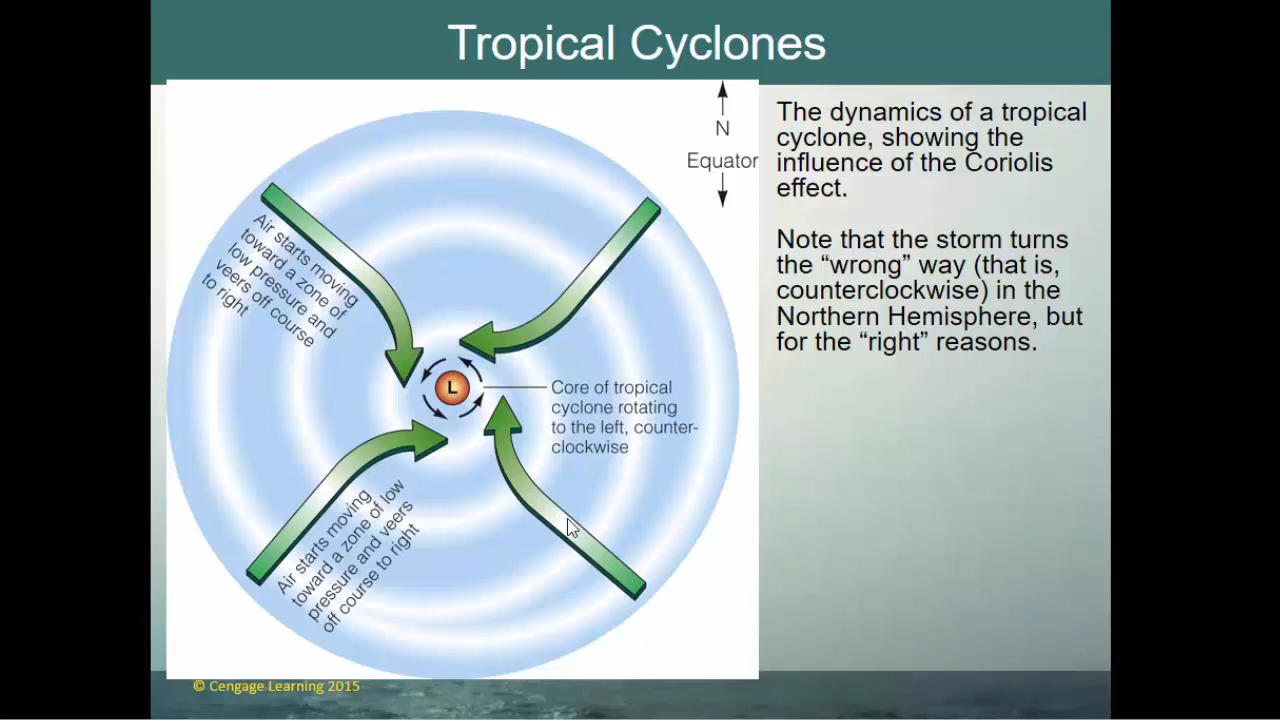 Tropical Cyclones
N
Equator
Air starts moving
toward a zone of
low pressure and
veers off course
to right
L
Core of tropical
cyclone rotating
to the left, counter-
clockwise
Air starts moving
toward a zone of low
pressure and veers
off course to right
The dynamics of a tropical
cyclone, showing the
influence of the Coriolis
effect.
Note that the storm turns
the “wrong” way (that is,
counterclockwise) in the
Northern Hemisphere, but
for the “right” reasons.
© Cengage Learning 2015